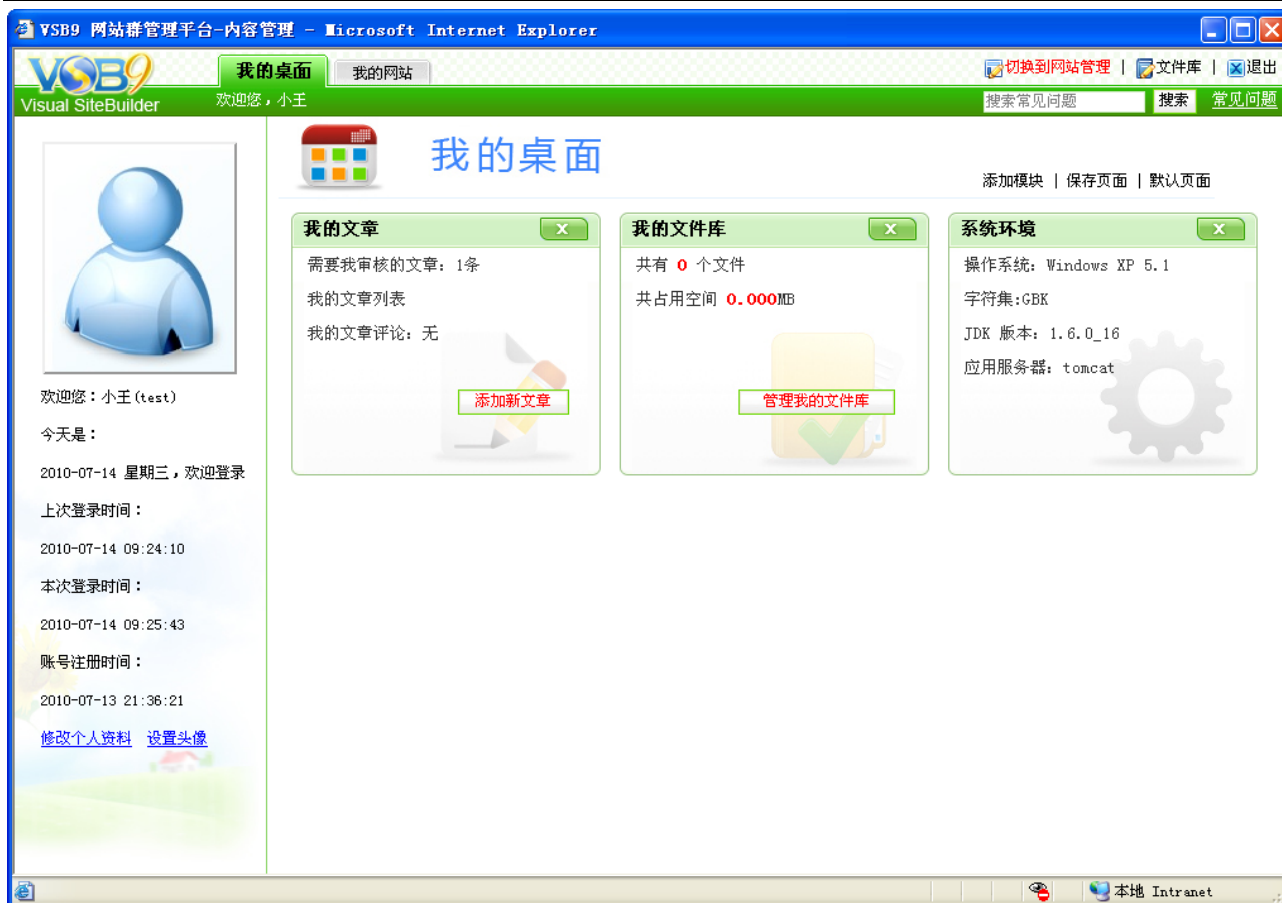 VSB9 网站群管理平台-内容管理 - Microsoft Internet Explorer
VSB9
Visual SiteBuilder
我的桌面
我的网站
切换到网站管理 | 文件库 | 退出
欢迎您，小王
搜索常见问题
搜索
常见问题
我的桌面
添加模块 | 保存页面 | 默认页面
欢迎您：小王(test)
今天是：
2010-07-14 星期三，欢迎登录
上次登录时间：
2010-07-14 09:24:10
本次登录时间：
2010-07-14 09:25:43
账号注册时间：
2010-07-13 21:36:21
修改个人资料 设置头像
我的文章
X
需要我审核的文章：1条
我的文章列表
我的文章评论：无
添加新文章
我的文件库
X
共有 0 个文件
共占用空间 0.000MB
管理我的文件库
系统环境
X
操作系统：Windows XP 5.1
字符集:GBK
JDK 版本：1.6.0_16
应用服务器：tomcat
本地 Intranet